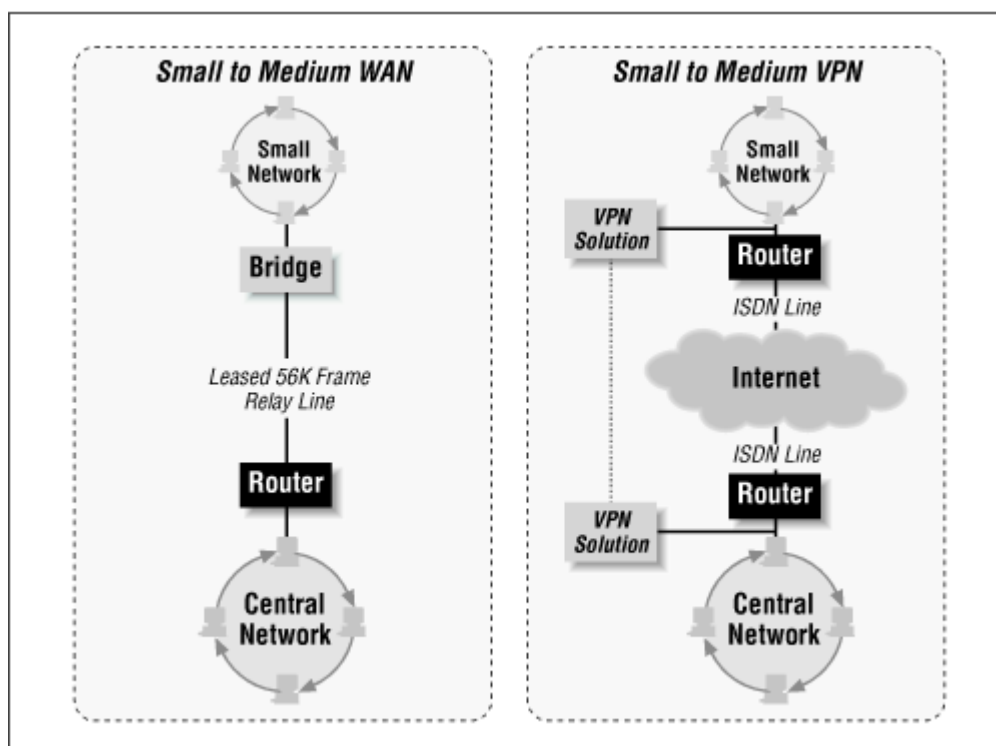 Small to Medium WAN
Small
Network
Bridge
Leased 56K Frame
Relay Line
Router
Central
Network
Small to Medium VPN
Small
Network
VPN
Solution
Router
ISDN Line
Internet
ISDN Line
Router
VPN
Solution
Central
Network